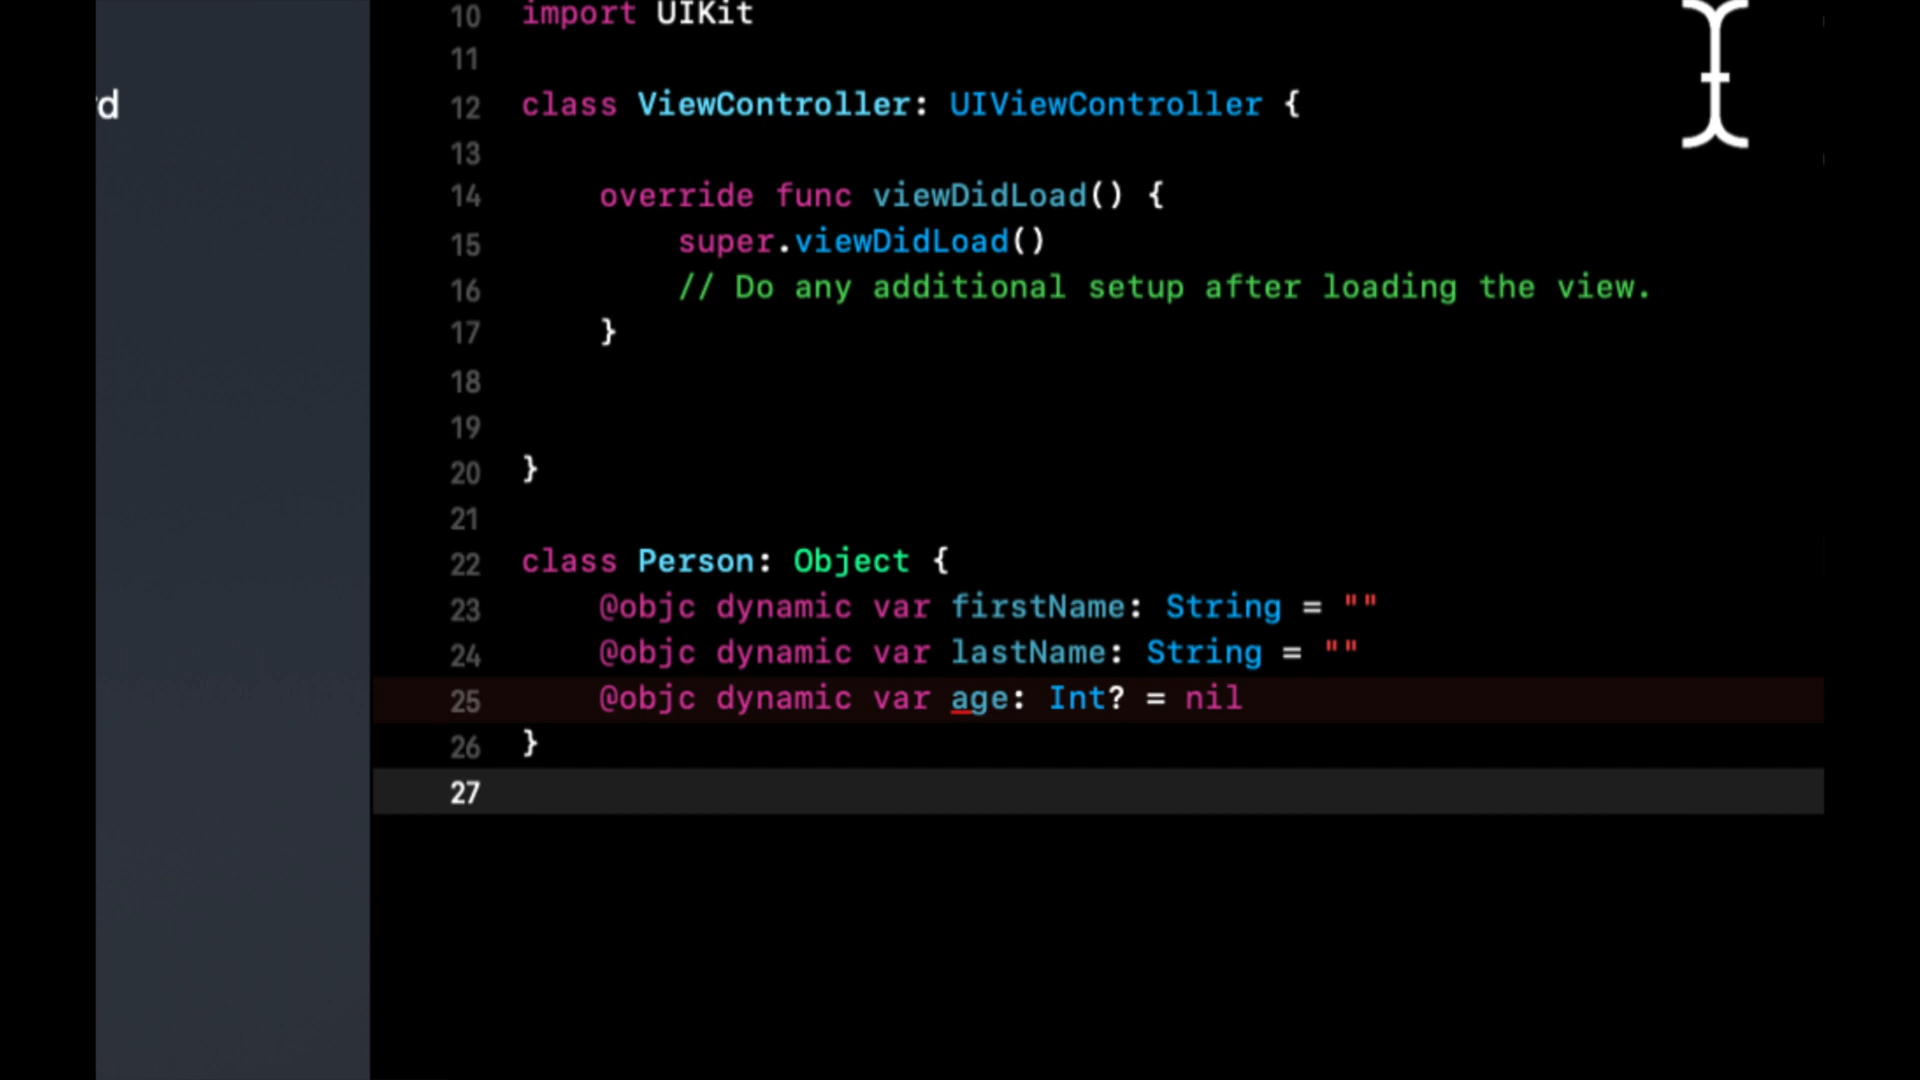 10 import UIKit
11
12 class ViewController: UIViewController {
13
14 override func viewDidLoad() {
15 super.viewDidLoad()
16 // Do any additional setup after loading the view.
17 }
18
19
20 }
21
22 class Person: Object {
23 @objc dynamic var firstName: String = ""
24 @objc dynamic var lastName: String = ""
25 @objc dynamic var age: Int? = nil
26 }
27